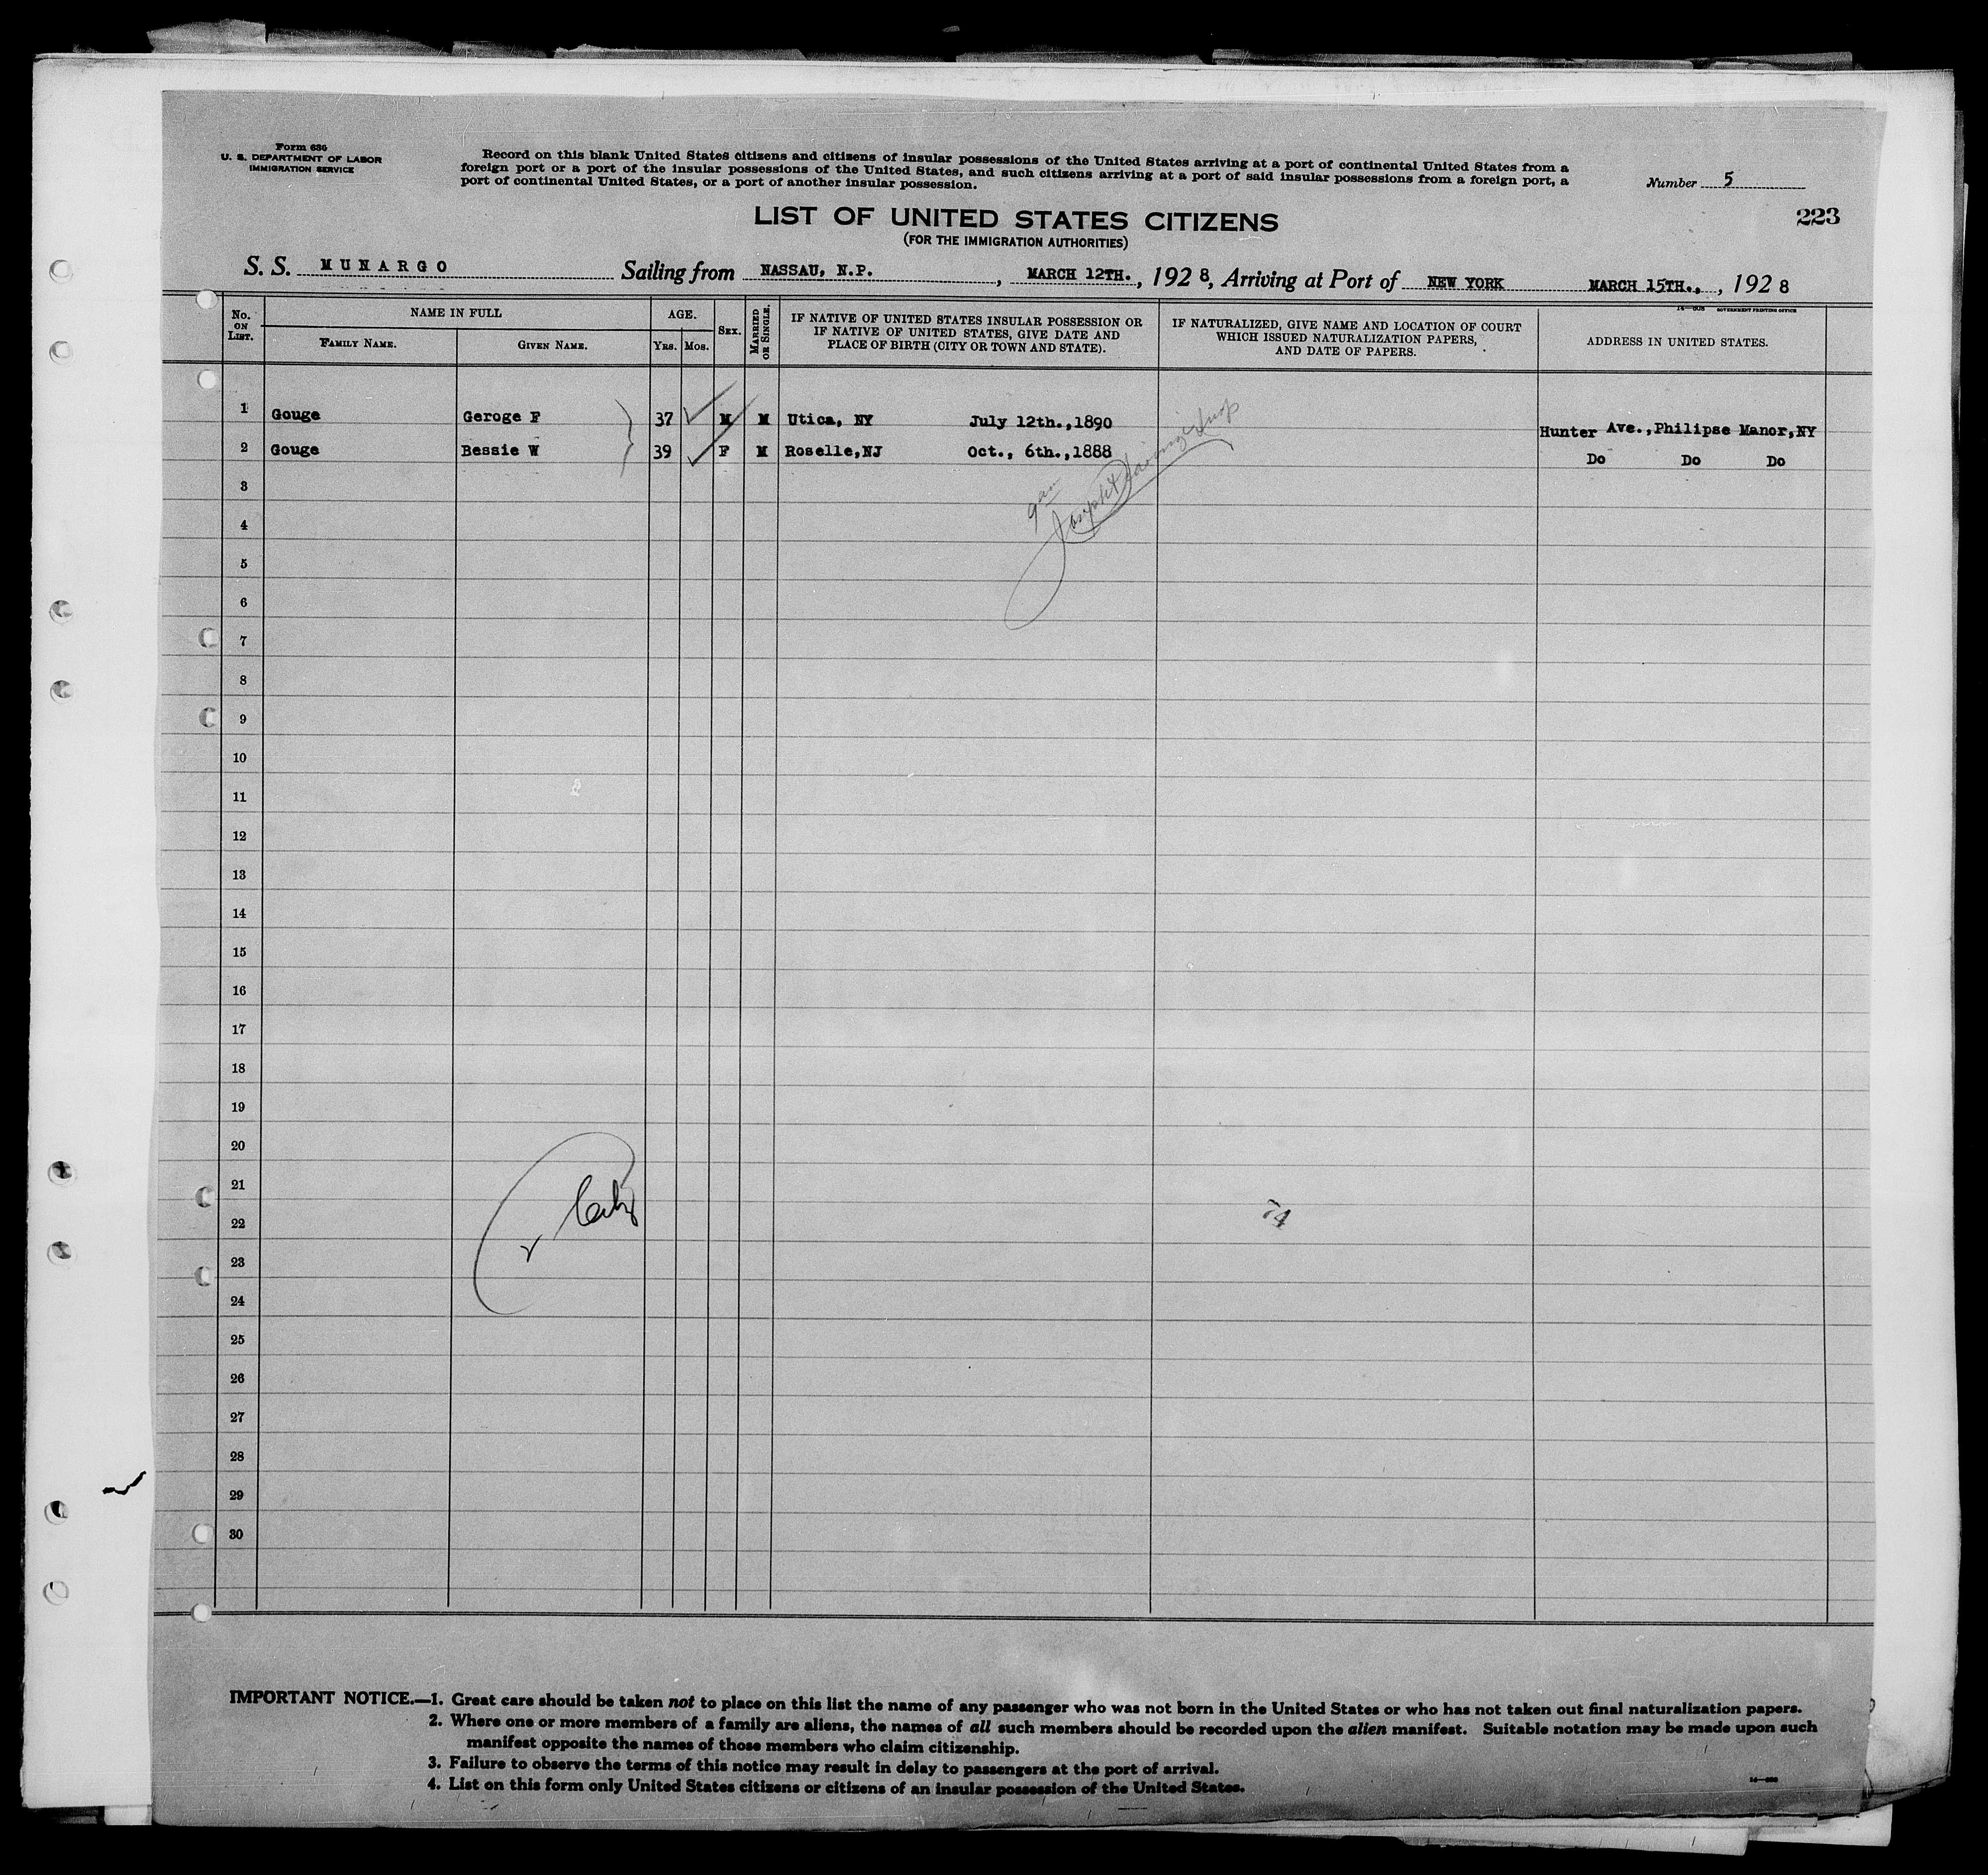 Form 636
U. S. DEPARTMENT OF LABOR
IMMIGRATION SERVICE
Record on this blank United States citizens and citizens of insular possessions of the United States arriving at a port of continental United States from a
foreign port or a port of the insular possessions of the United States, and such citizens arriving at a port of said insular possessions from a foreign port, a
port of continental United States, or a port of another insular possession.
Number 5
223
LIST OF UNITED STATES CITIZENS
(FOR THE IMMIGRATION AUTHORITIES)
S. S. MUNARGO Sailing from NASSAU, N.P. , MARCH 12TH. , 192 8, Arriving at Port of NEW YORK MARCH 15TH., , 192 8
GOVERNMENT PRINTING OFFICE
No. ON LIST.
NAME IN FULL
FAMILY NAME.
GIVEN NAME.
AGE.
YRS.
MOS.
SEX.
MARRIED OR SINGLE.
IF NATIVE OF UNITED STATES INSULAR POSSESSION OR
IF NATIVE OF UNITED STATES, GIVE DATE AND
PLACE OF BIRTH (CITY OR TOWN AND STATE).
IF NATURALIZED, GIVE NAME AND LOCATION OF COURT
WHICH ISSUED NATURALIZATION PAPERS,
AND DATE OF PAPERS.
ADDRESS IN UNITED STATES.
1 Gouge Geroge F 37 M M Utica, NY July 12th.,1890 Hunter Ave.,Philipse Manor,NY
2 Gouge Bessie W 39 F M Roselle,NJ Oct., 6th.,1888 Do Do Do
3
4
5
6
7
8
9
10
11
12
13
14
15
16
17
18
19
20
21
22
74
23
24
25
26
27
28
29
30
IMPORTANT NOTICE.—1. Great care should be taken not to place on this list the name of any passenger who was not born in the United States or who has not taken out final naturalization papers.
2. Where one or more members of a family are aliens, the names of all such members should be recorded upon the alien manifest. Suitable notation may be made upon such
manifest opposite the names of those members who claim citizenship.
3. Failure to observe the terms of this notice may result in delay to passengers at the port of arrival.
4. List on this form only United States citizens or citizens of an insular possession of the United States.